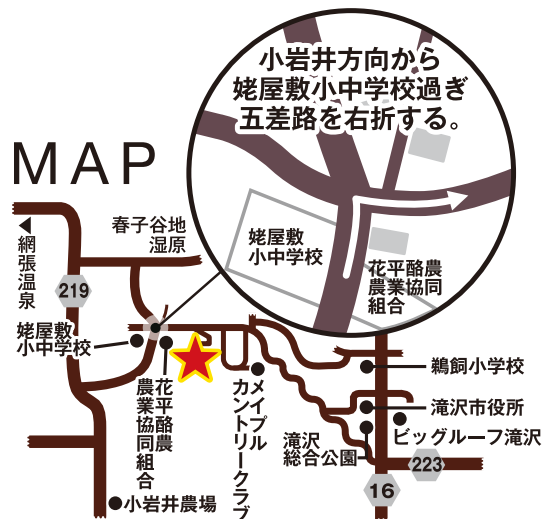 小岩井方向から
姥屋敷小中学校過ぎ
五差路を右折する。
MAP
姥屋敷
小中学校
花平酪農
農業協同
組合
春子谷地
湿原
網張温泉
219
姥屋敷
小中学校
花平酪農
農業協同組合
メイプル
カントリークラブ
鵜飼小学校
滝沢市役所
ビッグルーフ滝沢
滝沢
総合公園
223
16
小岩井農場